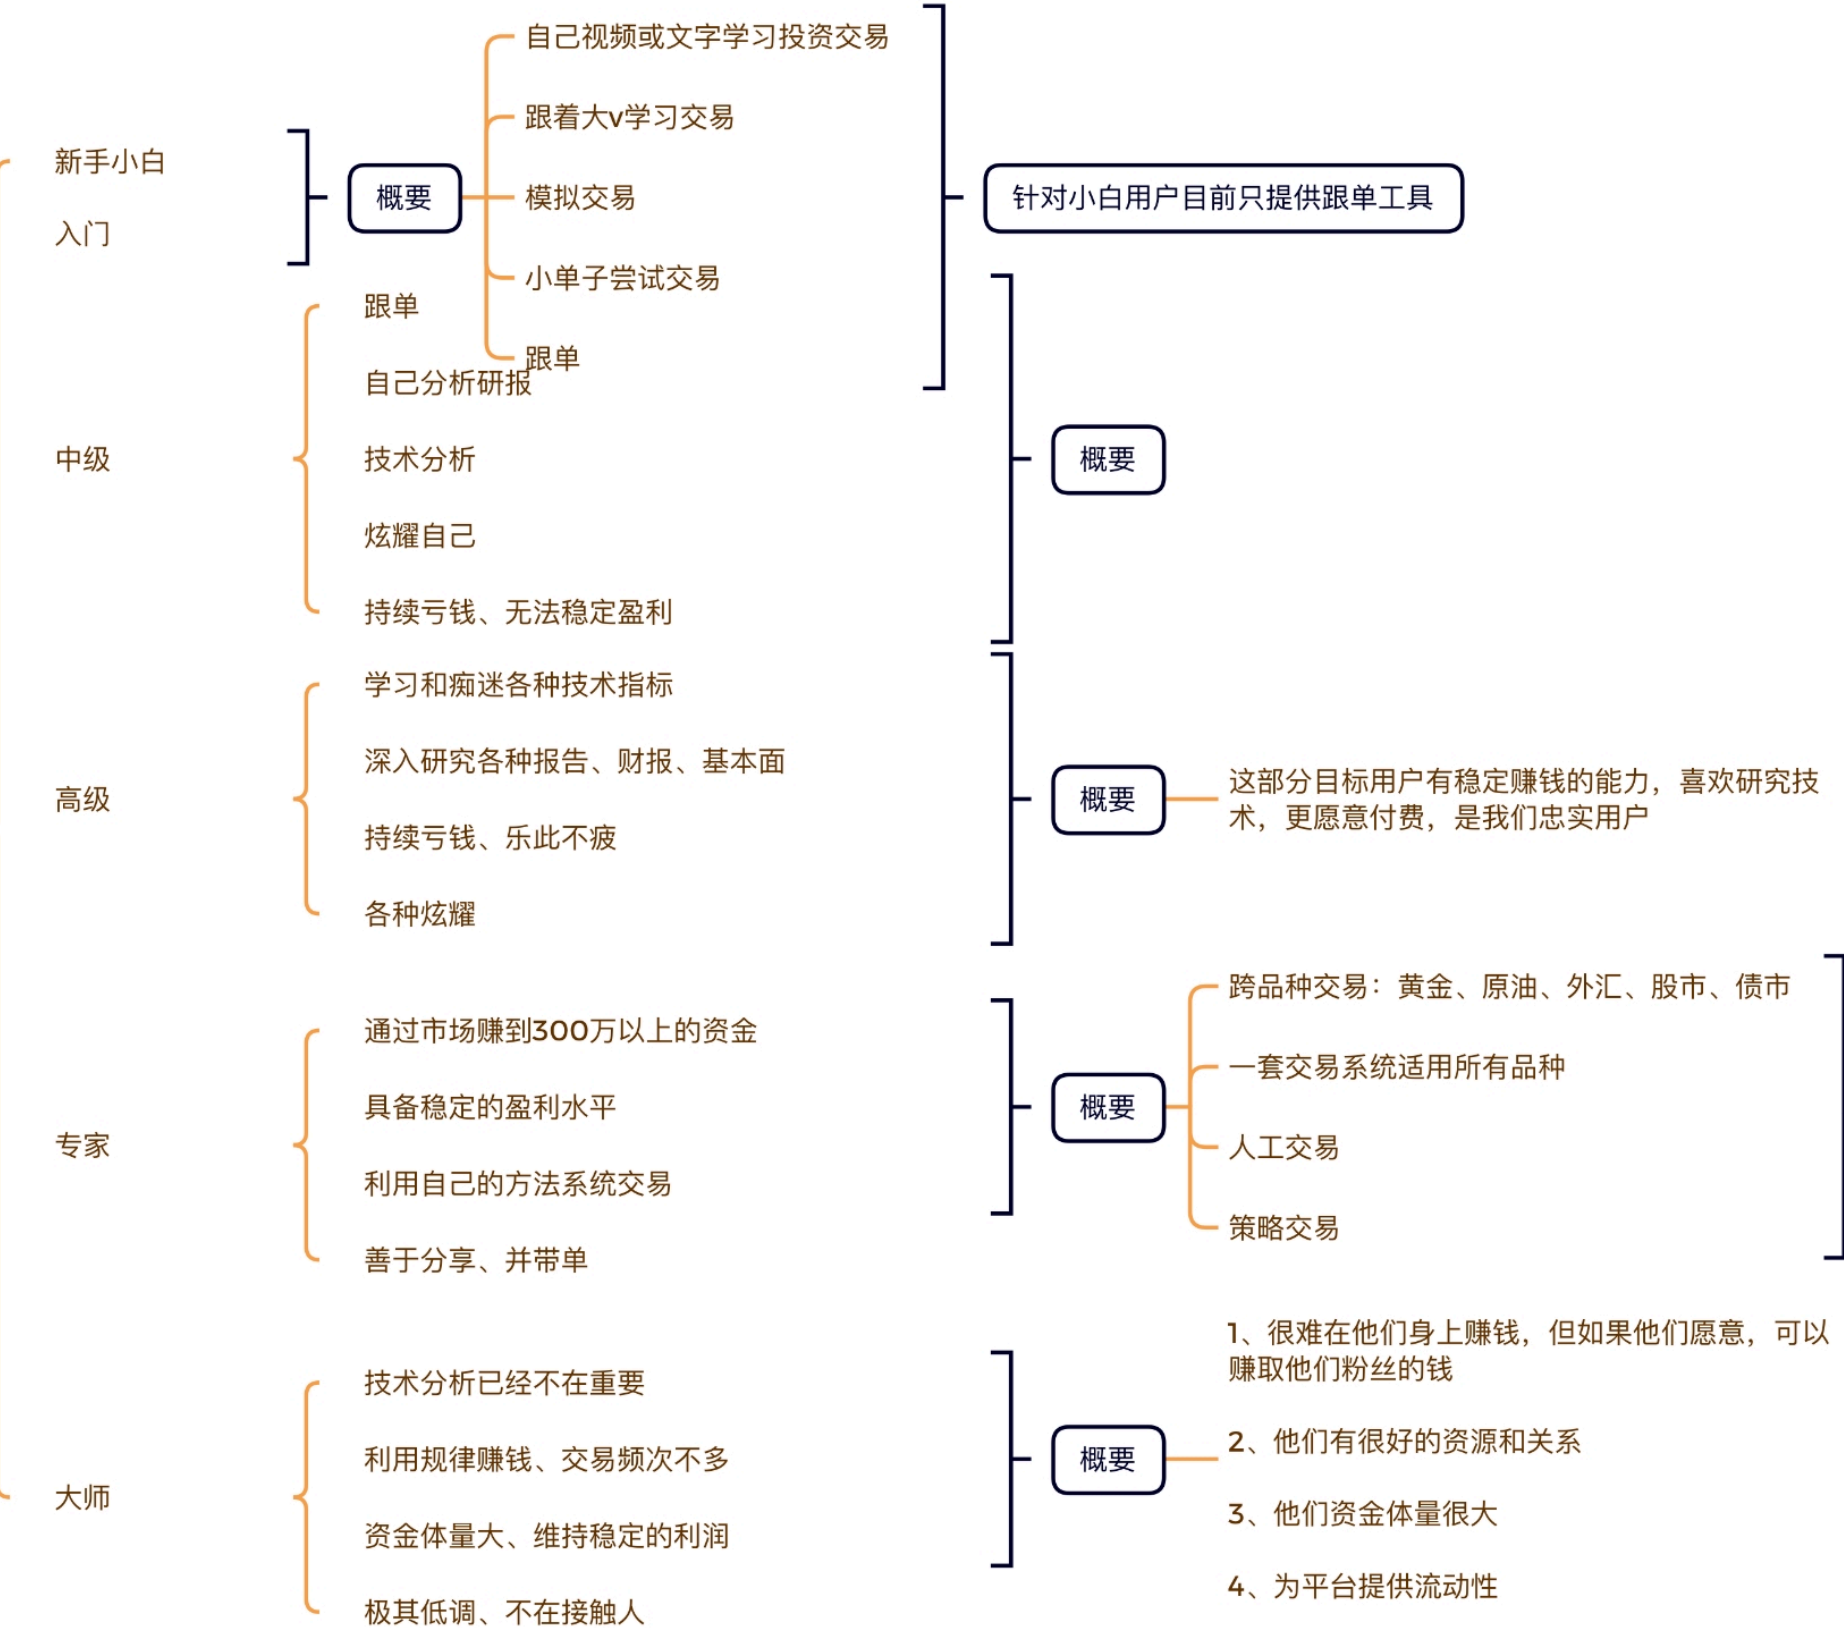 新手小白
入门
概要
自己视频或文字学习投资交易
跟着大v学习交易
模拟交易
小单子尝试交易
跟单
针对小白用户目前只提供跟单工具
中级
跟单
自己分析研报
技术分析
炫耀自己
持续亏钱、无法稳定盈利
概要
高级
学习和痴迷各种技术指标
深入研究各种报告、财报、基本面
持续亏钱、乐此不疲
各种炫耀
概要
这部分目标用户有稳定赚钱的能力，喜欢研究技
术，更愿意付费，是我们忠实用户
专家
通过市场赚到300万以上的资金
具备稳定的盈利水平
利用自己的方法系统交易
善于分享、并带单
概要
跨品种交易：黄金、原油、外汇、股市、债市
一套交易系统适用所有品种
人工交易
策略交易
大师
技术分析已经不在重要
利用规律赚钱、交易频次不多
资金体量大、维持稳定的利润
极其低调、不在接触人
概要
1、很难在他们身上赚钱，但如果他们愿意，可以
赚取他们粉丝的钱
2、他们有很好的资源和关系
3、他们资金体量很大
4、为平台提供流动性